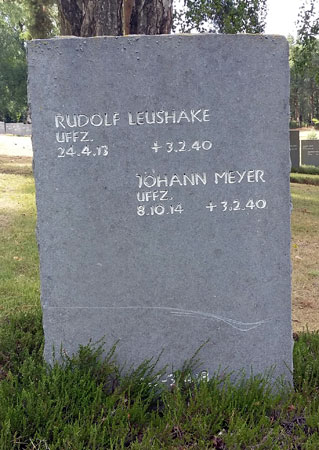 RUDOLF LEUSHAKE
UFFZ.
24.4.13 +3.2.40
JOHANN MEYER
UFFZ.
8.10.14 +3.2.40